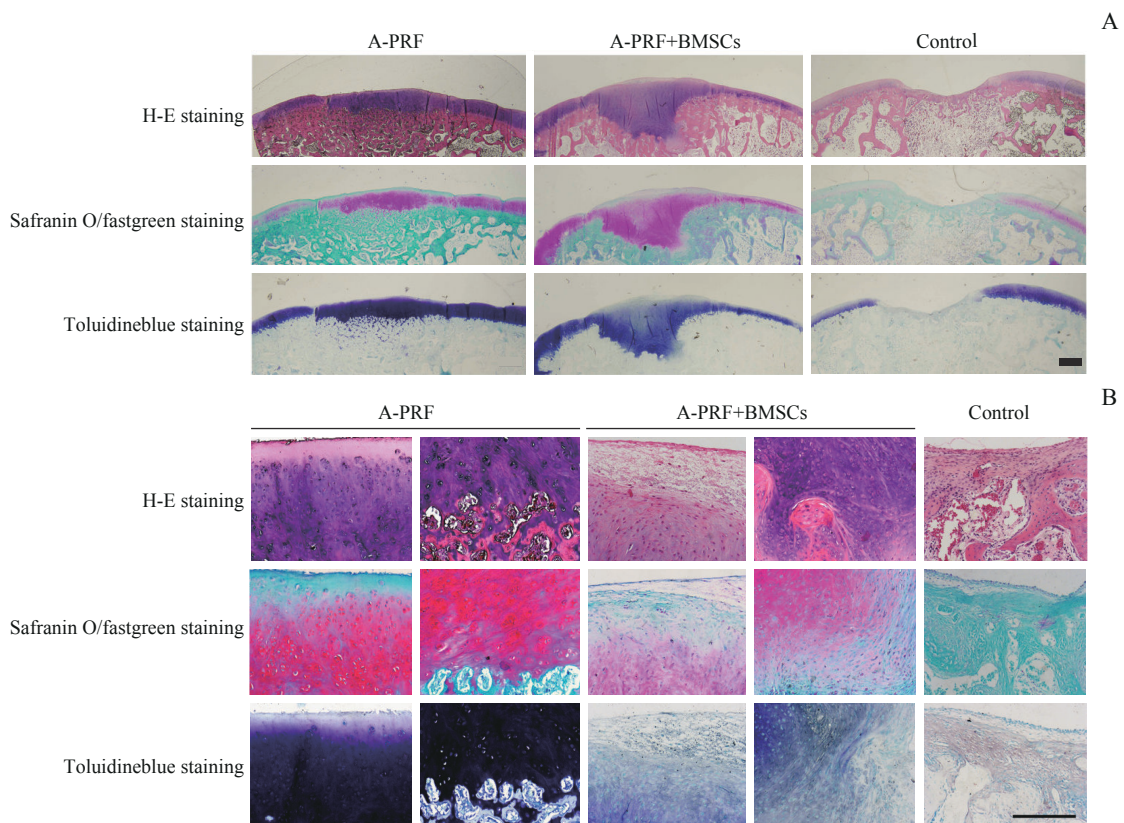 A
A-PRF A-PRF+BMSCs Control
H-E staining
Safranin O/fastgreen staining
Toluidineblue staining
B
A-PRF A-PRF+BMSCs Control
H-E staining
Safranin O/fastgreen staining
Toluidineblue staining